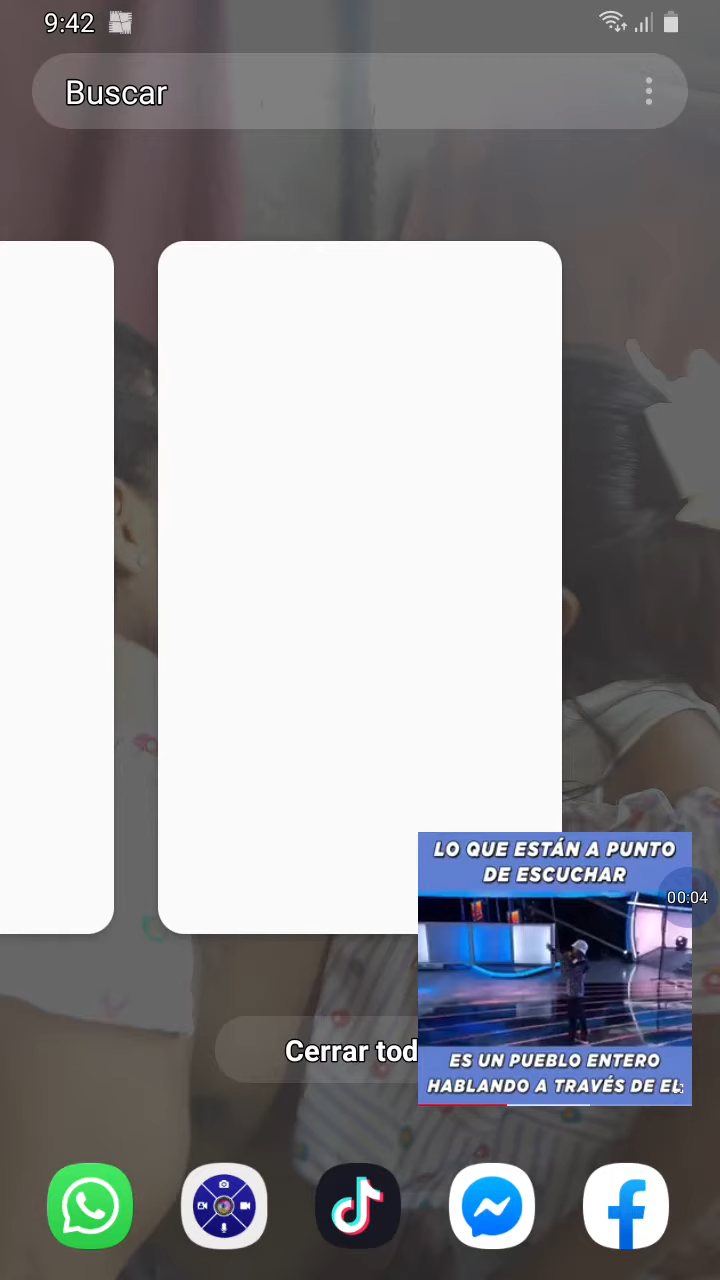 9:42
Buscar
LO QUE ESTÁN A PUNTO
DE ESCUCHAR
00:04
ES UN PUEBLO ENTERO
HABLANDO A TRAVÉS DE EL
Cerrar tod